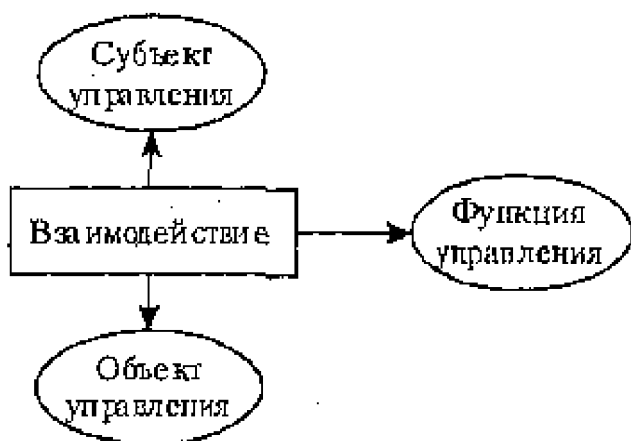 Субъект
управления
Взаимодействие
Функция
управления
Объект
управления